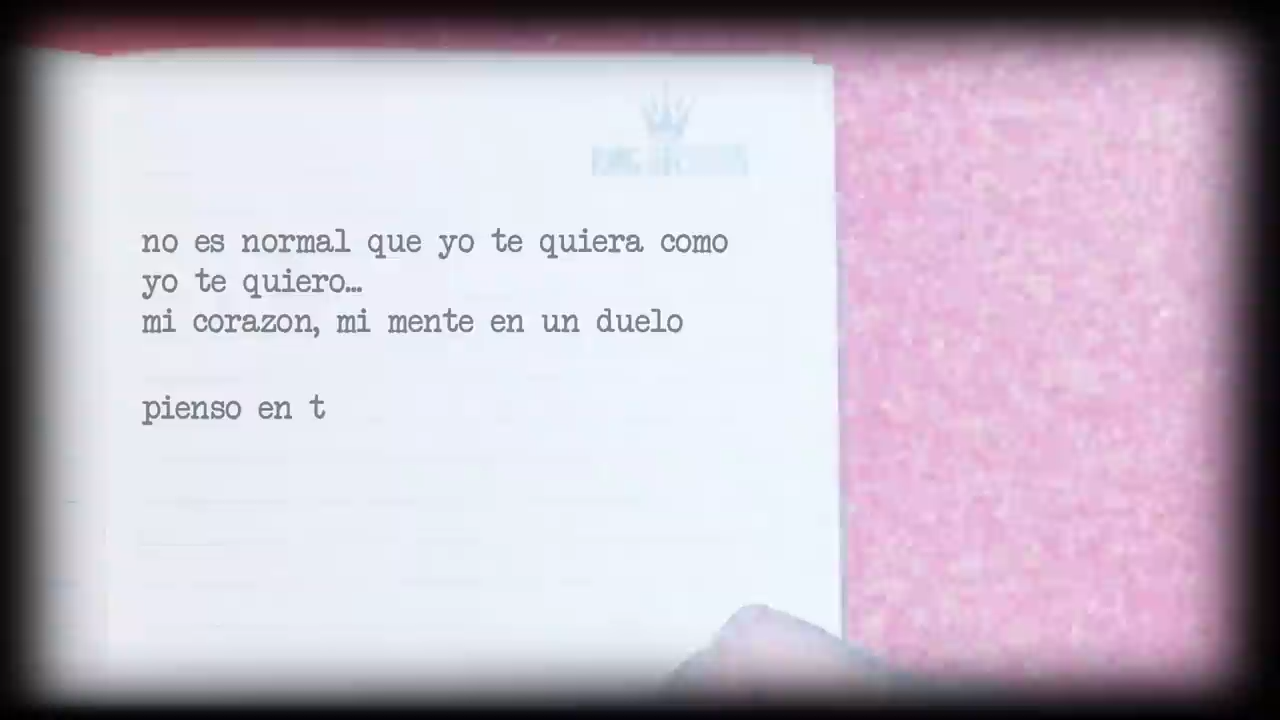 no es normal que yo te quiera como
yo te quiero...
mi corazon, mi mente en un duelo
pienso en t